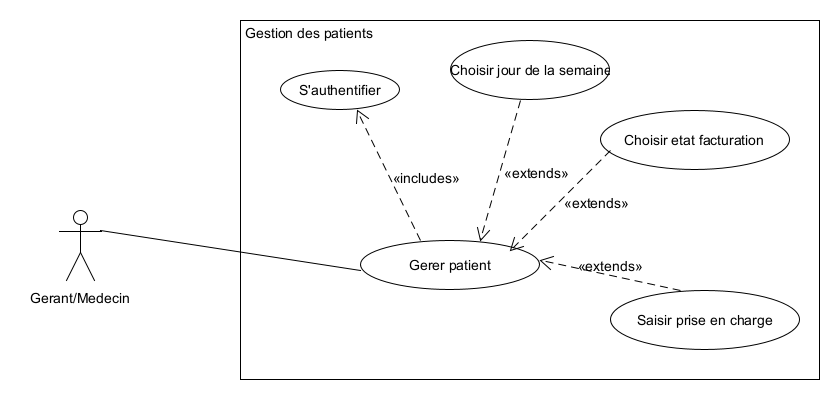 Gestion des patients
Choisir jour de la semaine
S'authentifier
Choisir etat facturation
«includes»
«extends»
«extends»
Gerer patient
«extends»
Gerant/Medecin
Saisir prise en charge